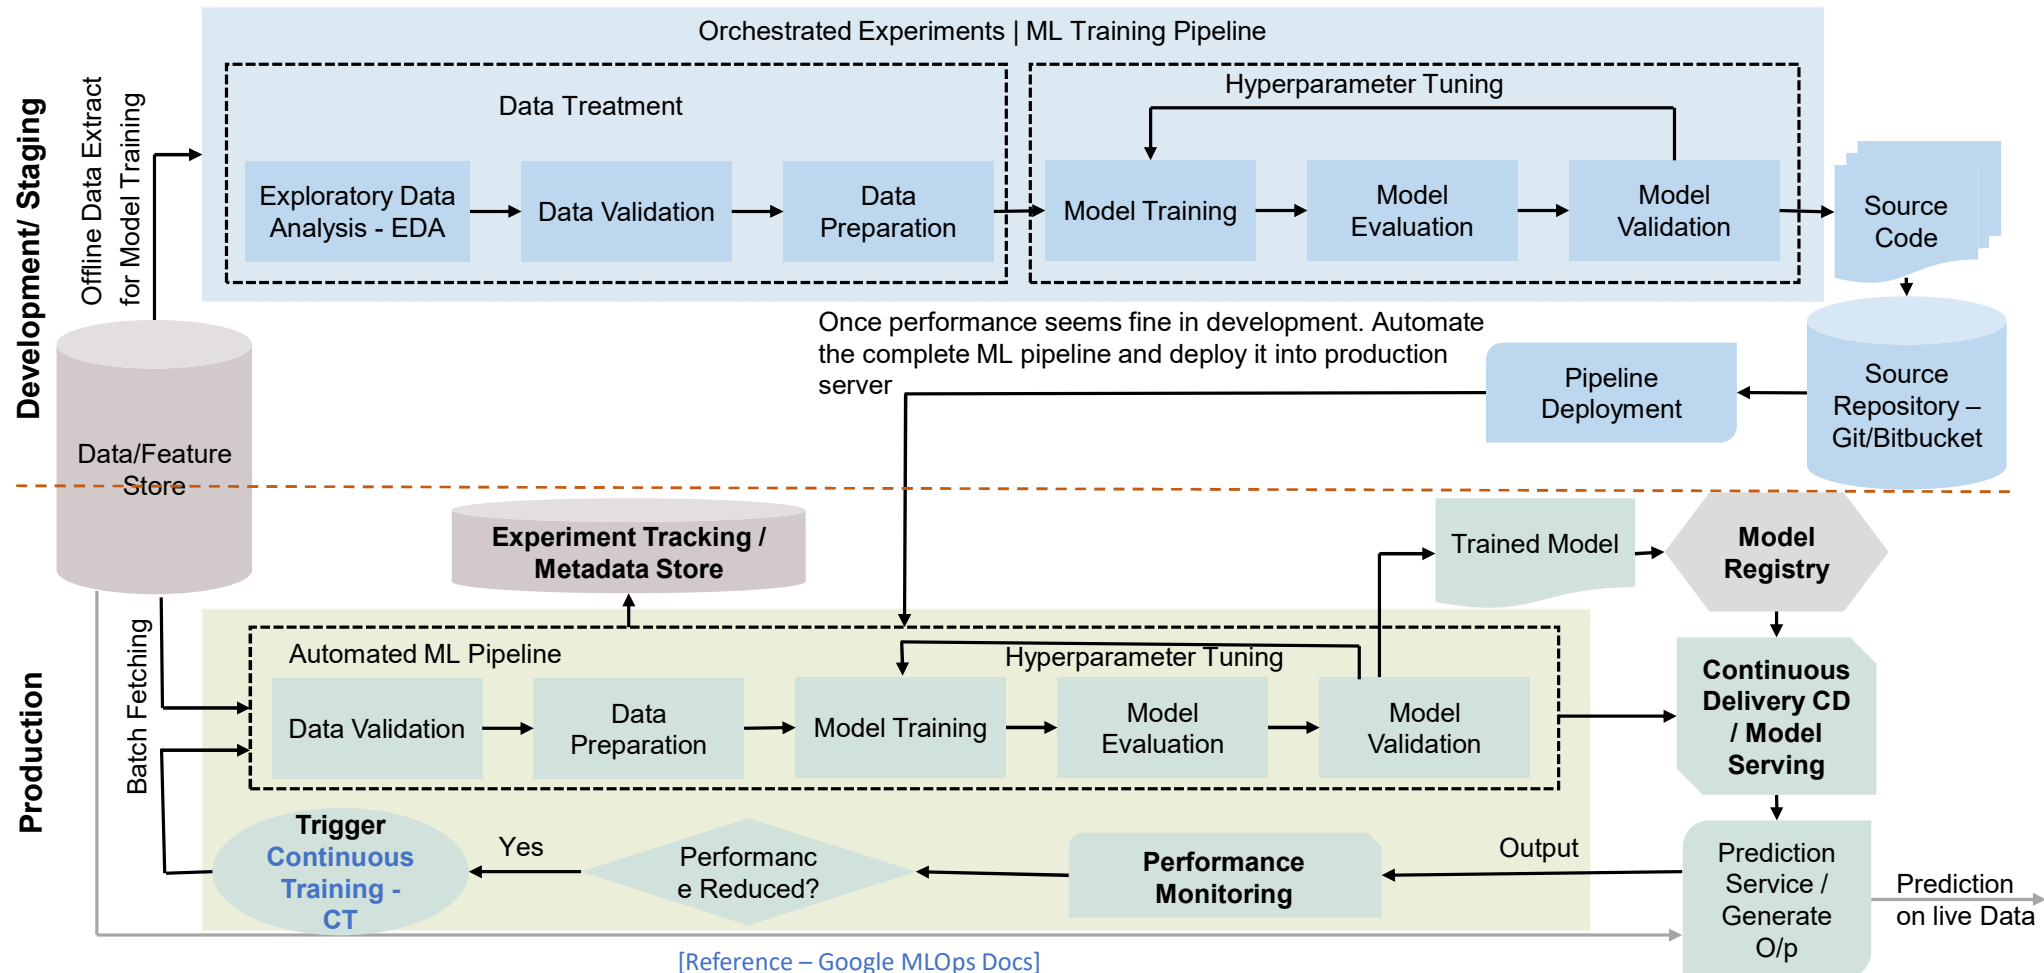 Orchestrated Experiments | ML Training Pipeline
Development/ Staging
Offline Data Extract
for Model Training
Data Treatment
Hyperparameter Tuning
Exploratory Data
Analysis - EDA
Data Validation
Data
Preparation
Model Training
Model
Evaluation
Model
Validation
Source
Code
Once performance seems fine in development. Automate
the complete ML pipeline and deploy it into production
server
Pipeline
Deployment
Source
Repository –
Git/Bitbucket
Data/Feature
Store
Production
Batch Fetching
Experiment Tracking /
Metadata Store
Trained Model
Model
Registry
Automated ML Pipeline
Hyperparameter Tuning
Data Validation
Data
Preparation
Model Training
Model
Evaluation
Model
Validation
Continuous
Delivery CD
/ Model
Serving
Trigger
Continuous
Training -
CT
Yes
Performanc
e Reduced?
Performance
Monitoring
Output
Prediction
Service /
Generate
O/p
Prediction
on live Data
[Reference – Google MLOps Docs]